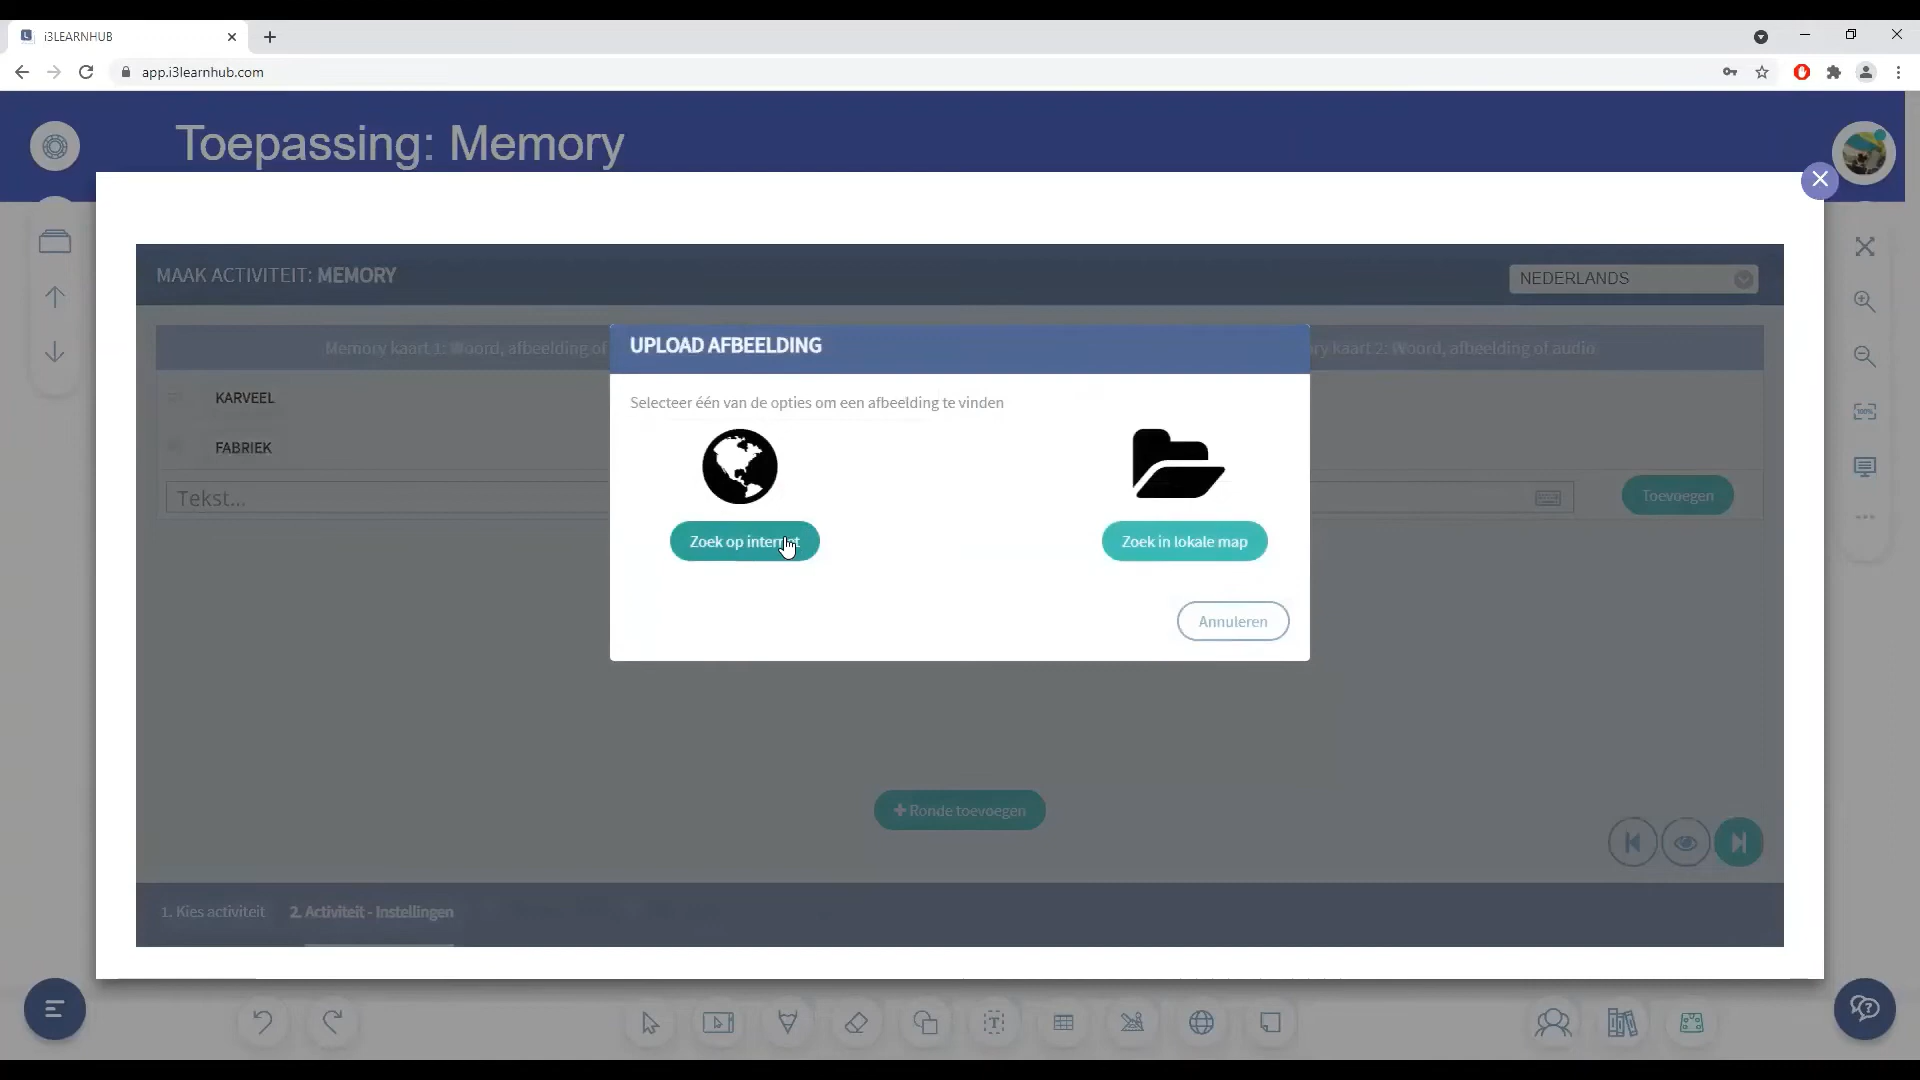 i3LEARNHUB
app.i3learnhub.com
Toepassing: Memory
MAAK ACTIVITEIT: MEMORY
NEDERLANDS
Memory kaart 1: Woord, afbeelding of
ry kaart 2: Woord, afbeelding of audio
UPLOAD AFBEELDING
Selecteer één van de opties om een afbeelding te vinden
KARVEEL
FABRIEK
Tekst...
Toevoegen
Zoek op internet
Zoek in lokale map
Annuleren
+ Ronde toevoegen
1. Kies activiteit
2. Activiteit - Instellingen
100%